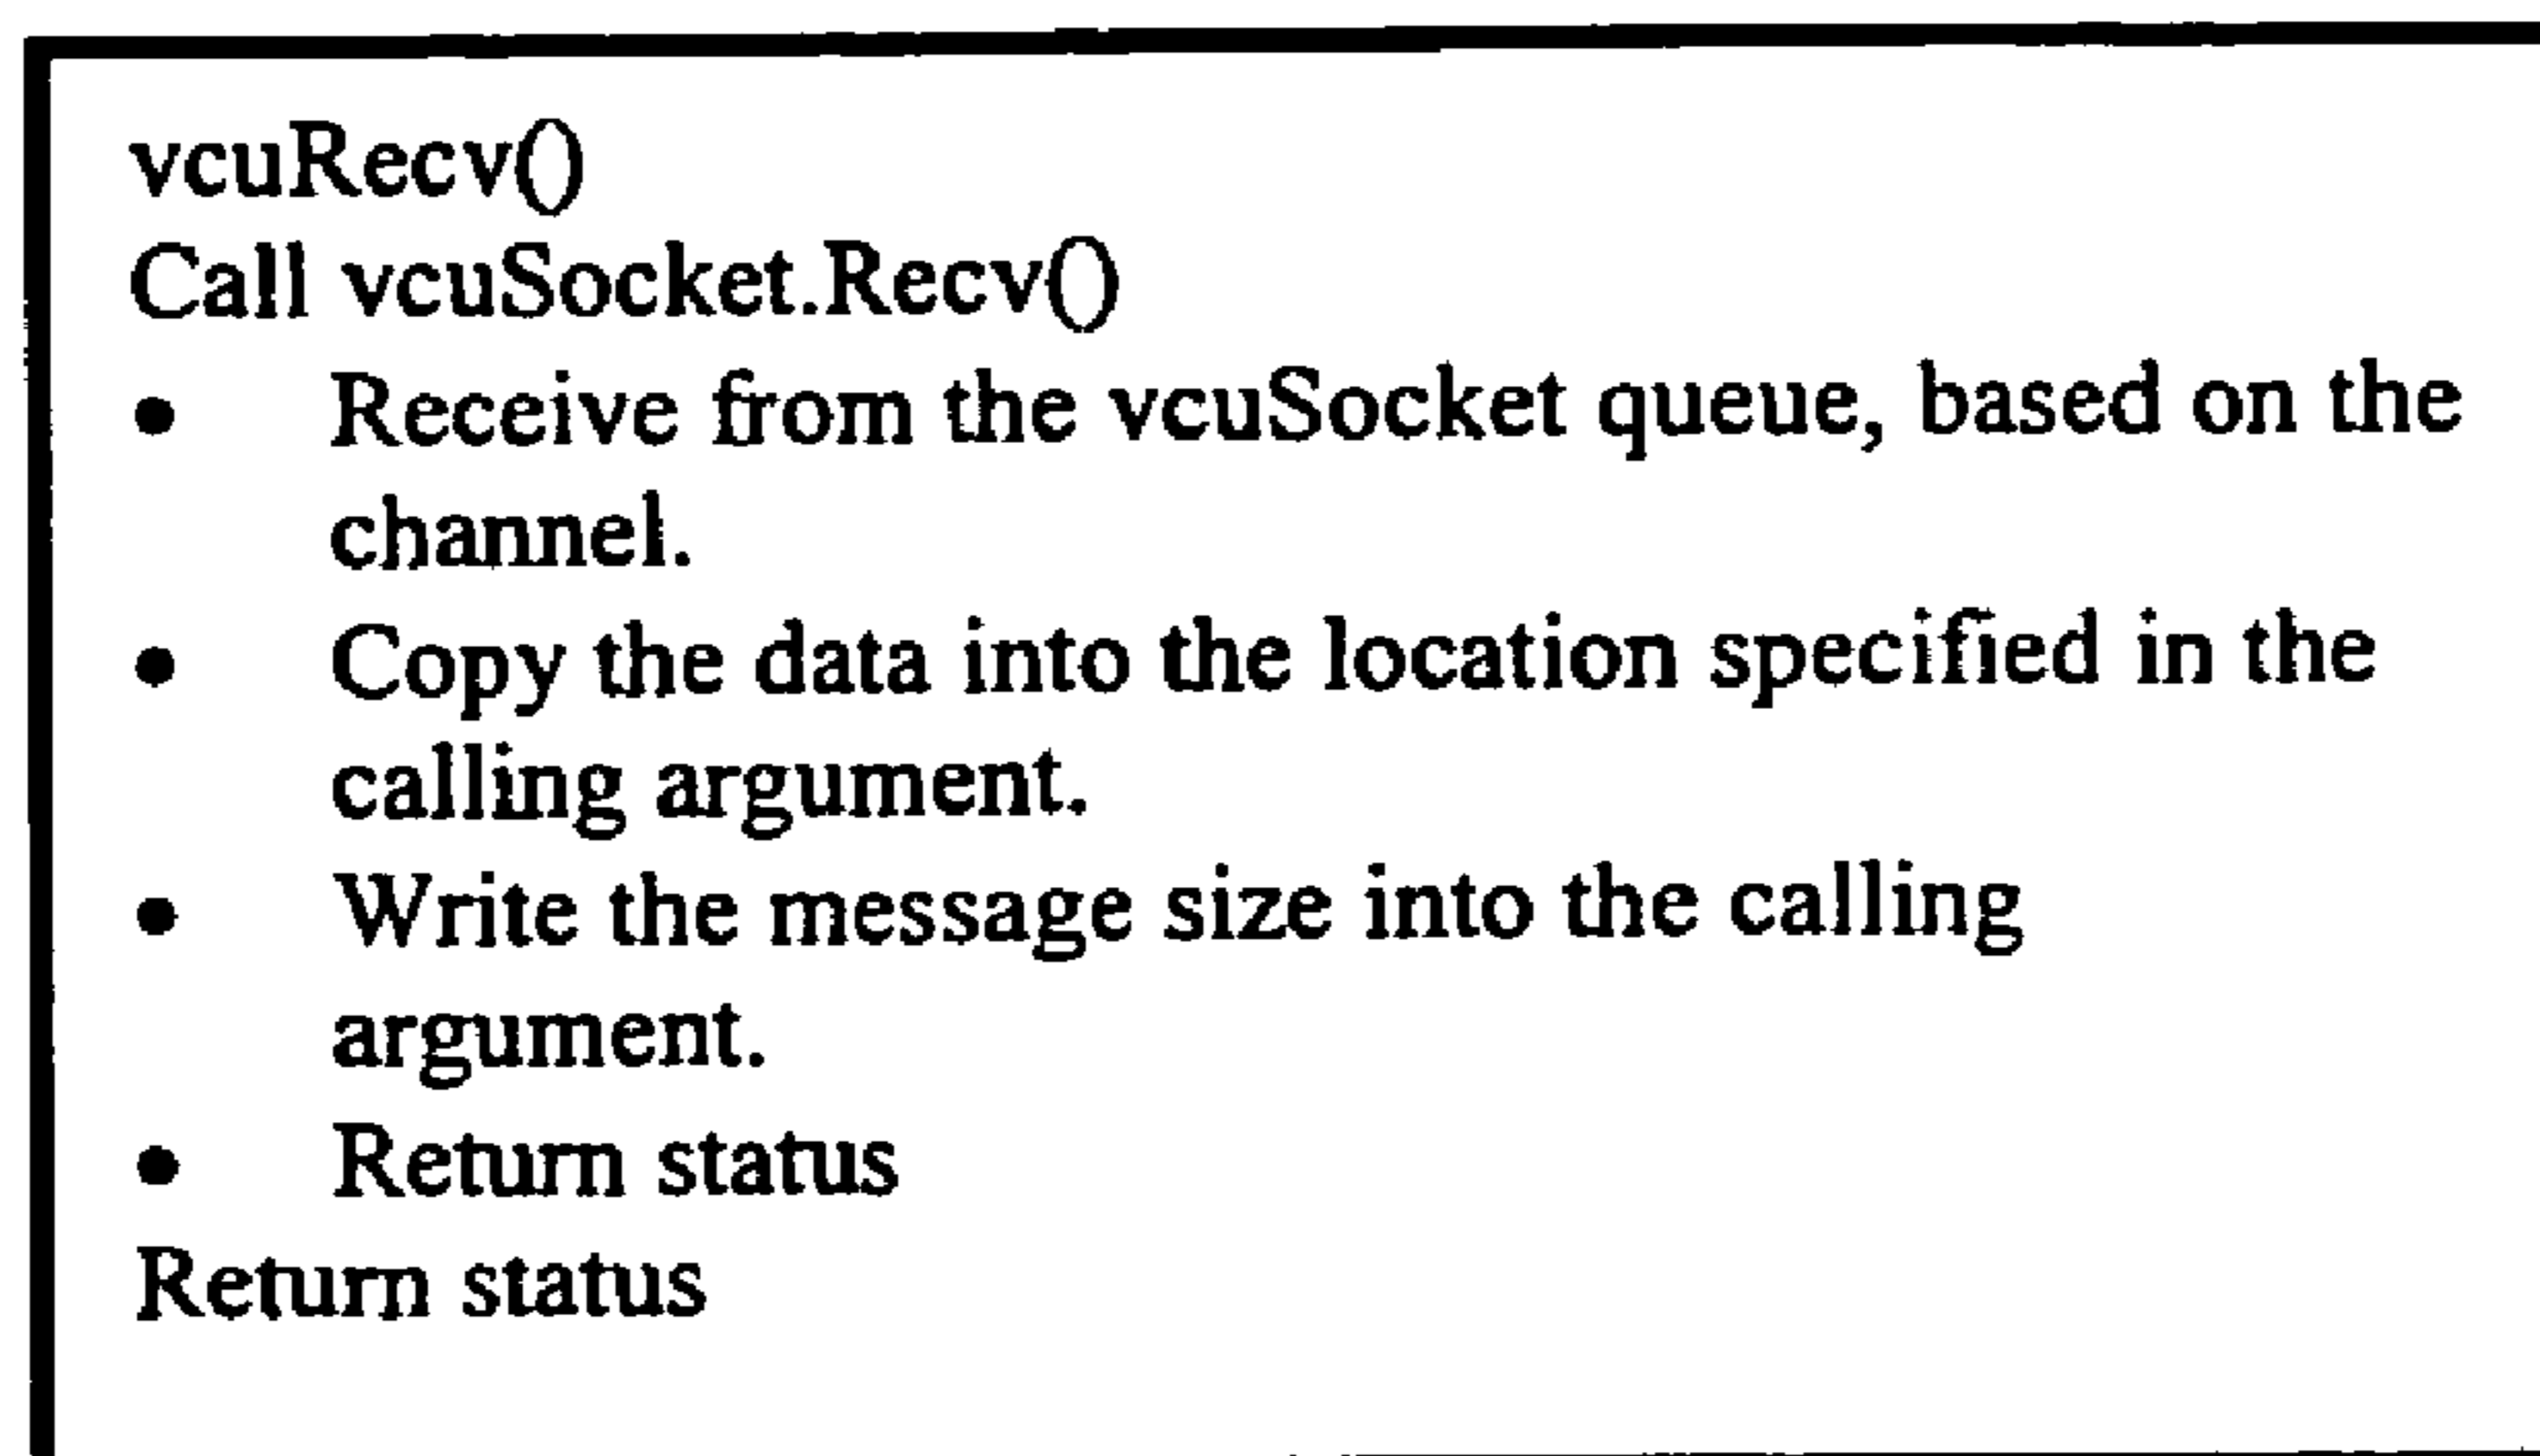 vcuRecv()
Call vcuSocket.Recv()
• Receive from the vcuSocket queue, based on the
channel.
• Copy the data into the location specified in the
calling argument.
• Write the message size into the calling
argument.
• Return status
Return status